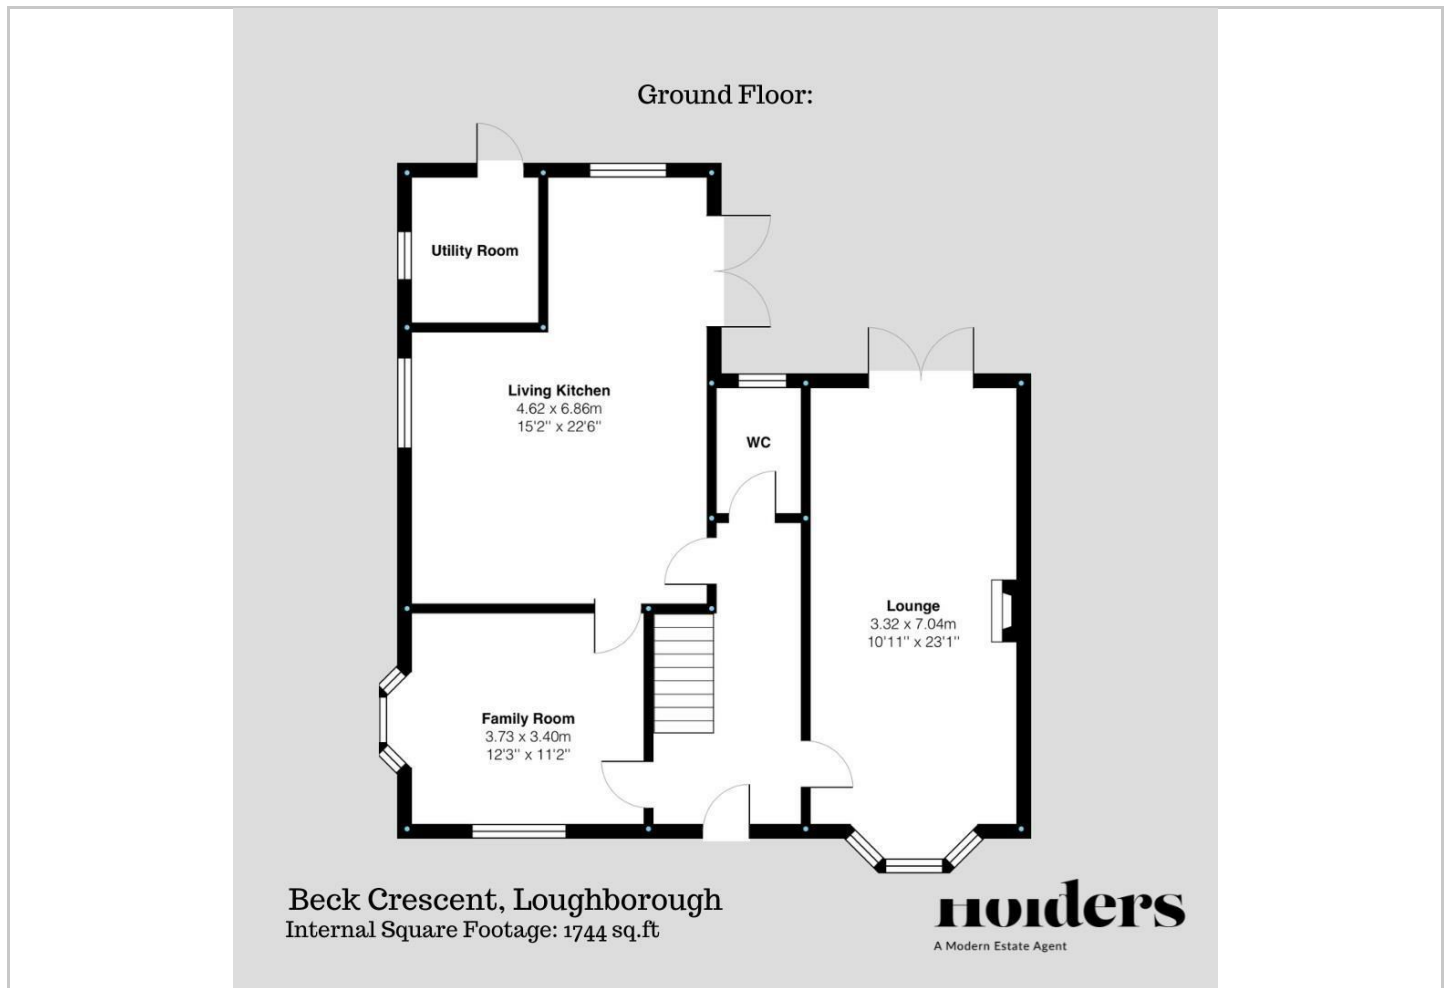 Ground Floor:
Utility Room
Living Kitchen
4.62 x 6.86m
15'2'' x 22'6''
WC
Lounge
3.32 x 7.04m
10'11'' x 23'1''
Family Room
3.73 x 3.40m
12'3'' x 11'2''
Beck Crescent, Loughborough
Internal Square Footage: 1744 sq.ft
Holders
A Modern Estate Agent